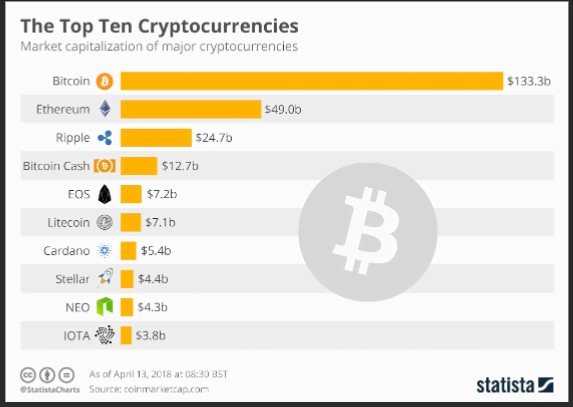 The Top Ten Cryptocurrencies
Market capitalization of major cryptocurrencies
Bitcoin $133.3b
Ethereum $49.0b
Ripple $24.7b
Bitcoin Cash $12.7b
EOS $7.2b
Litecoin $7.1b
Cardano $5.4b
Stellar $4.4b
NEO $4.3b
IOTA $3.8b
@StatistaCharts
As of April 13, 2018 at 08:30 BST
Source: coinmarketcap.com
statista